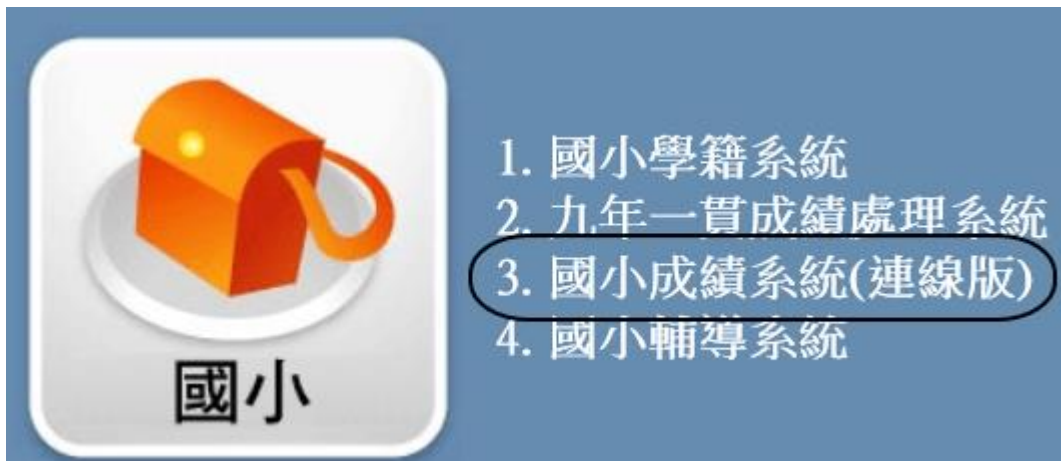 國小
1. 國小學籍系統
2. 九年一貫成績處理系統
3. 國小成績系統(連線版)
4. 國小輔導系統